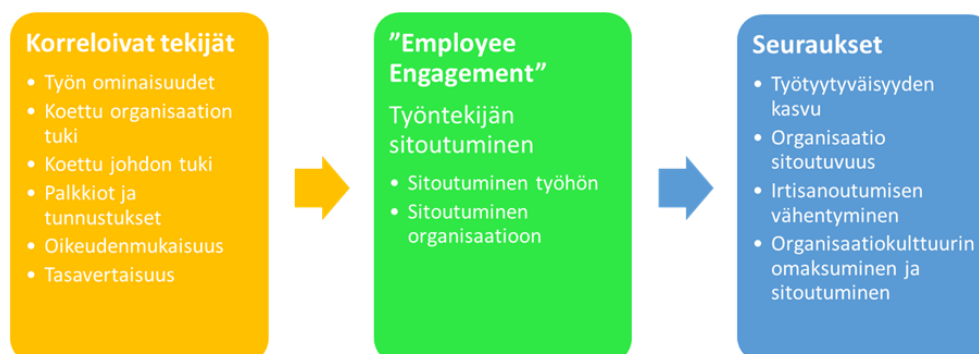 Korreloivat tekijät
• Työn ominaisuudet
• Koettu organisaation
tuki
• Koettu johdon tuki
• Palkkiot ja
tunnustukset
• Oikeudenmukaisuus
• Tasavertaisuus
”Employee
Engagement”
Työntekijän
sitoutuminen
• Sitoutuminen työhön
• Sitoutuminen
organisaatioon
Seuraukset
• Työtyytyväisyyden
kasvu
• Organisaatio
sitoutuvuus
• Irtisanoutumisen
vähentyminen
• Organisaatiokulttuurin
omaksuminen ja
sitoutuminen